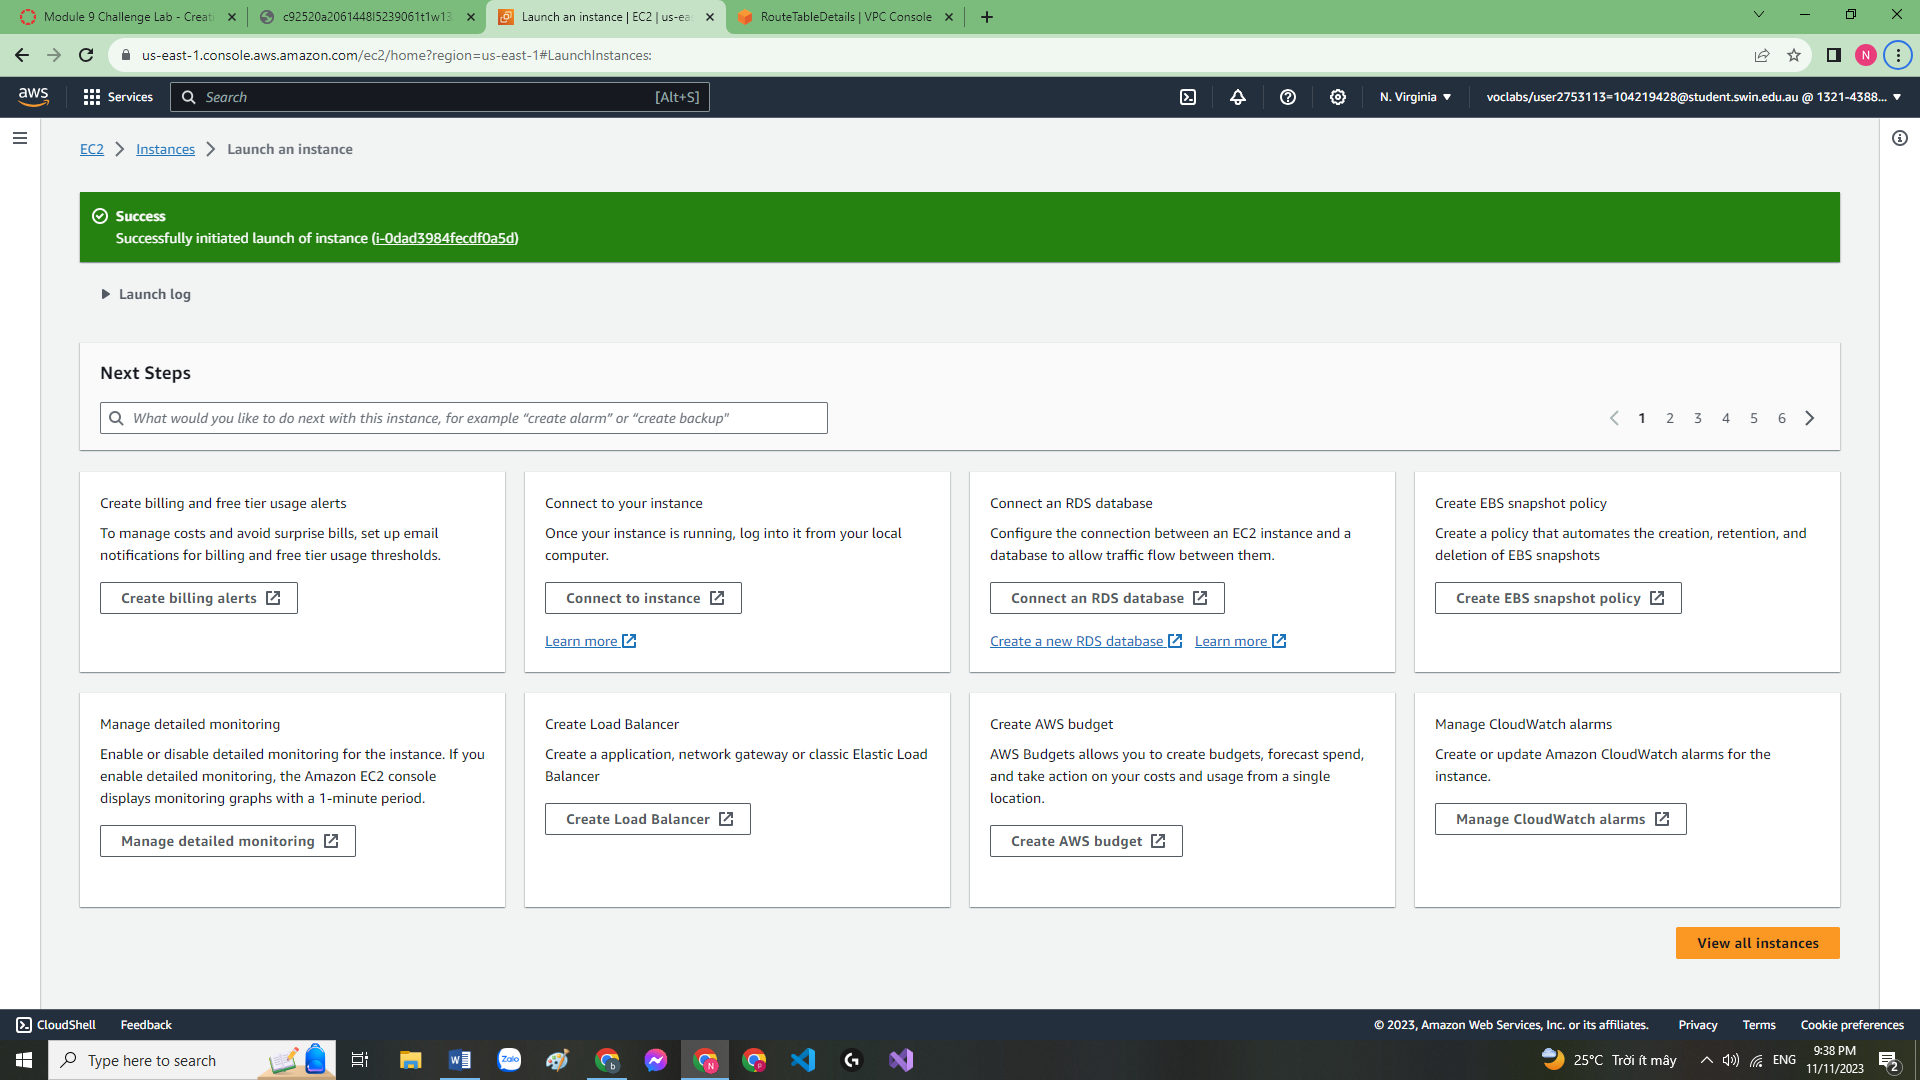 Module 9 Challenge Lab - Creati
c92520a2061448l5239061t1w13
Launch an instance | EC2 | us-eas
RouteTableDetails | VPC Console
us-east-1.console.aws.amazon.com/ec2/home?region=us-east-1#LaunchInstances:
N
aws
Services
Search
[Alt+S]
N. Virginia
voclabs/user2753113=104219428@student.swin.edu.au @ 1321-4388...
EC2
Instances
Launch an instance
Success
Successfully initiated launch of instance (i-0dad3984fecdf0a5d)
Launch log
Next Steps
What would you like to do next with this instance, for example “create alarm” or “create backup”
1 2 3 4 5 6
Create billing and free tier usage alerts
To manage costs and avoid surprise bills, set up email
notifications for billing and free tier usage thresholds.
Create billing alerts
Connect to your instance
Once your instance is running, log into it from your local
computer.
Connect to instance
Learn more
Connect an RDS database
Configure the connection between an EC2 instance and a
database to allow traffic flow between them.
Connect an RDS database
Create a new RDS database Learn more
Create EBS snapshot policy
Create a policy that automates the creation, retention, and
deletion of EBS snapshots
Create EBS snapshot policy
Manage detailed monitoring
Enable or disable detailed monitoring for the instance. If you
enable detailed monitoring, the Amazon EC2 console
displays monitoring graphs with a 1-minute period.
Manage detailed monitoring
Create Load Balancer
Create a application, network gateway or classic Elastic Load
Balancer
Create Load Balancer
Create AWS budget
AWS Budgets allows you to create budgets, forecast spend,
and take action on your costs and usage from a single
location.
Create AWS budget
Manage CloudWatch alarms
Create or update Amazon CloudWatch alarms for the
instance.
Manage CloudWatch alarms
View all instances
CloudShell
Feedback
© 2023, Amazon Web Services, Inc. or its affiliates.
Privacy
Terms
Cookie preferences
Type here to search
Zalo
25°C Trời ít mây
ENG
9:38 PM
11/11/2023
2